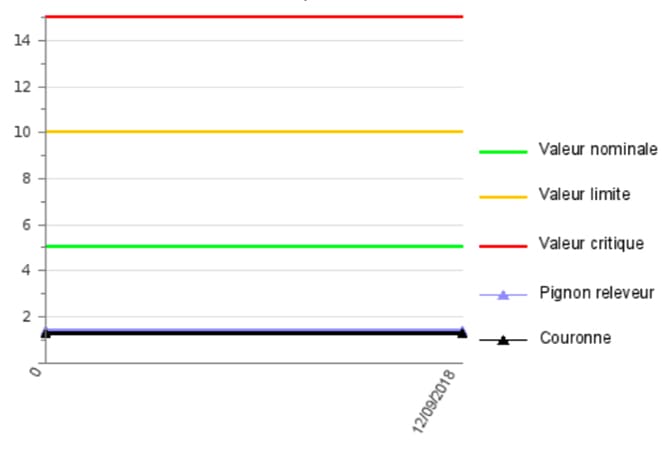 14
12
10
8
6
4
2
0
12/09/2018
Valeur nominale
Valeur limite
Valeur critique
Pignon releveur
Couronne